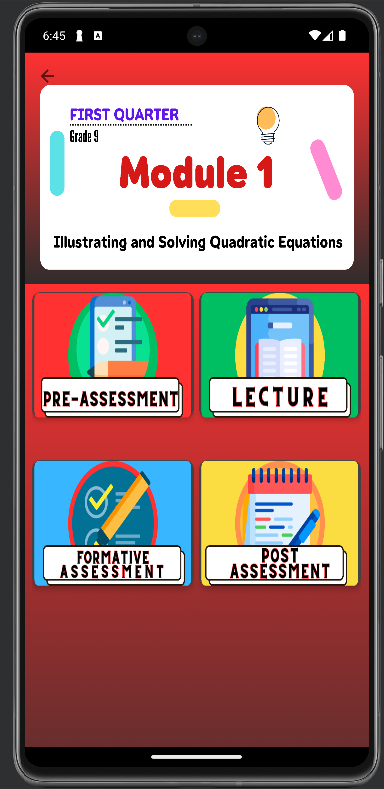 6:45
FIRST QUARTER
Grade 9
Module 1
Illustrating and Solving Quadratic Equations
PRE-ASSESSMENT
LECTURE
FORMATIVE
ASSESSMENT
POST
ASSESSMENT